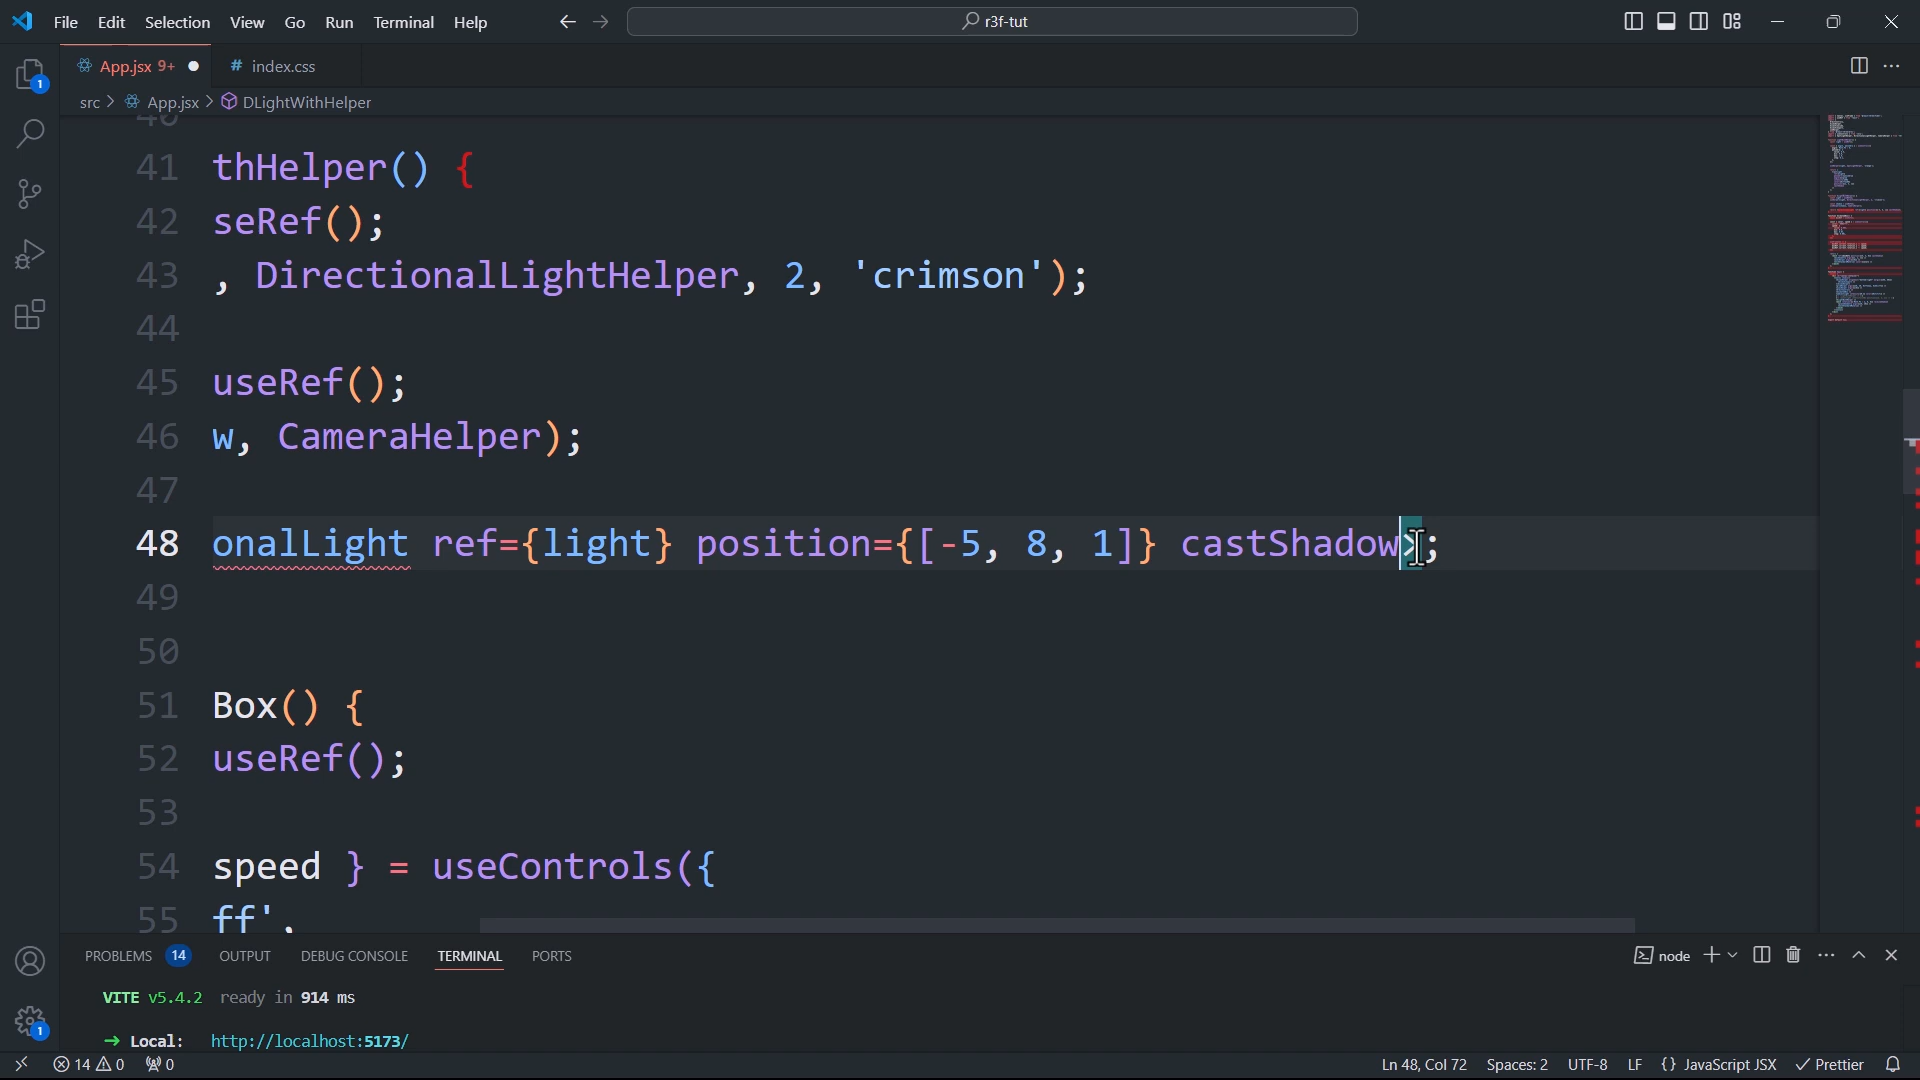 File Edit Selection View Go Run Terminal Help r3f-tut
App.jsx 9+ # index.css
src > App.jsx > DLightWithHelper
40
41 thHelper() {
42 seRef();
43 , DirectionalLightHelper, 2, 'crimson');
44
45 useRef();
46 w, CameraHelper);
47
48 onalLight ref={light} position={[-5, 8, 1]} castShadow>;
49
50
51 Box() {
52 useRef();
53
54 speed } = useControls({
55 ff',
PROBLEMS 14 OUTPUT DEBUG CONSOLE TERMINAL PORTS node
VITE v5.4.2 ready in 914 ms
➜ Local: http://localhost:5173/
14 0 0 Ln 48, Col 72 Spaces: 2 UTF-8 LF {} JavaScript JSX Prettier
1
1